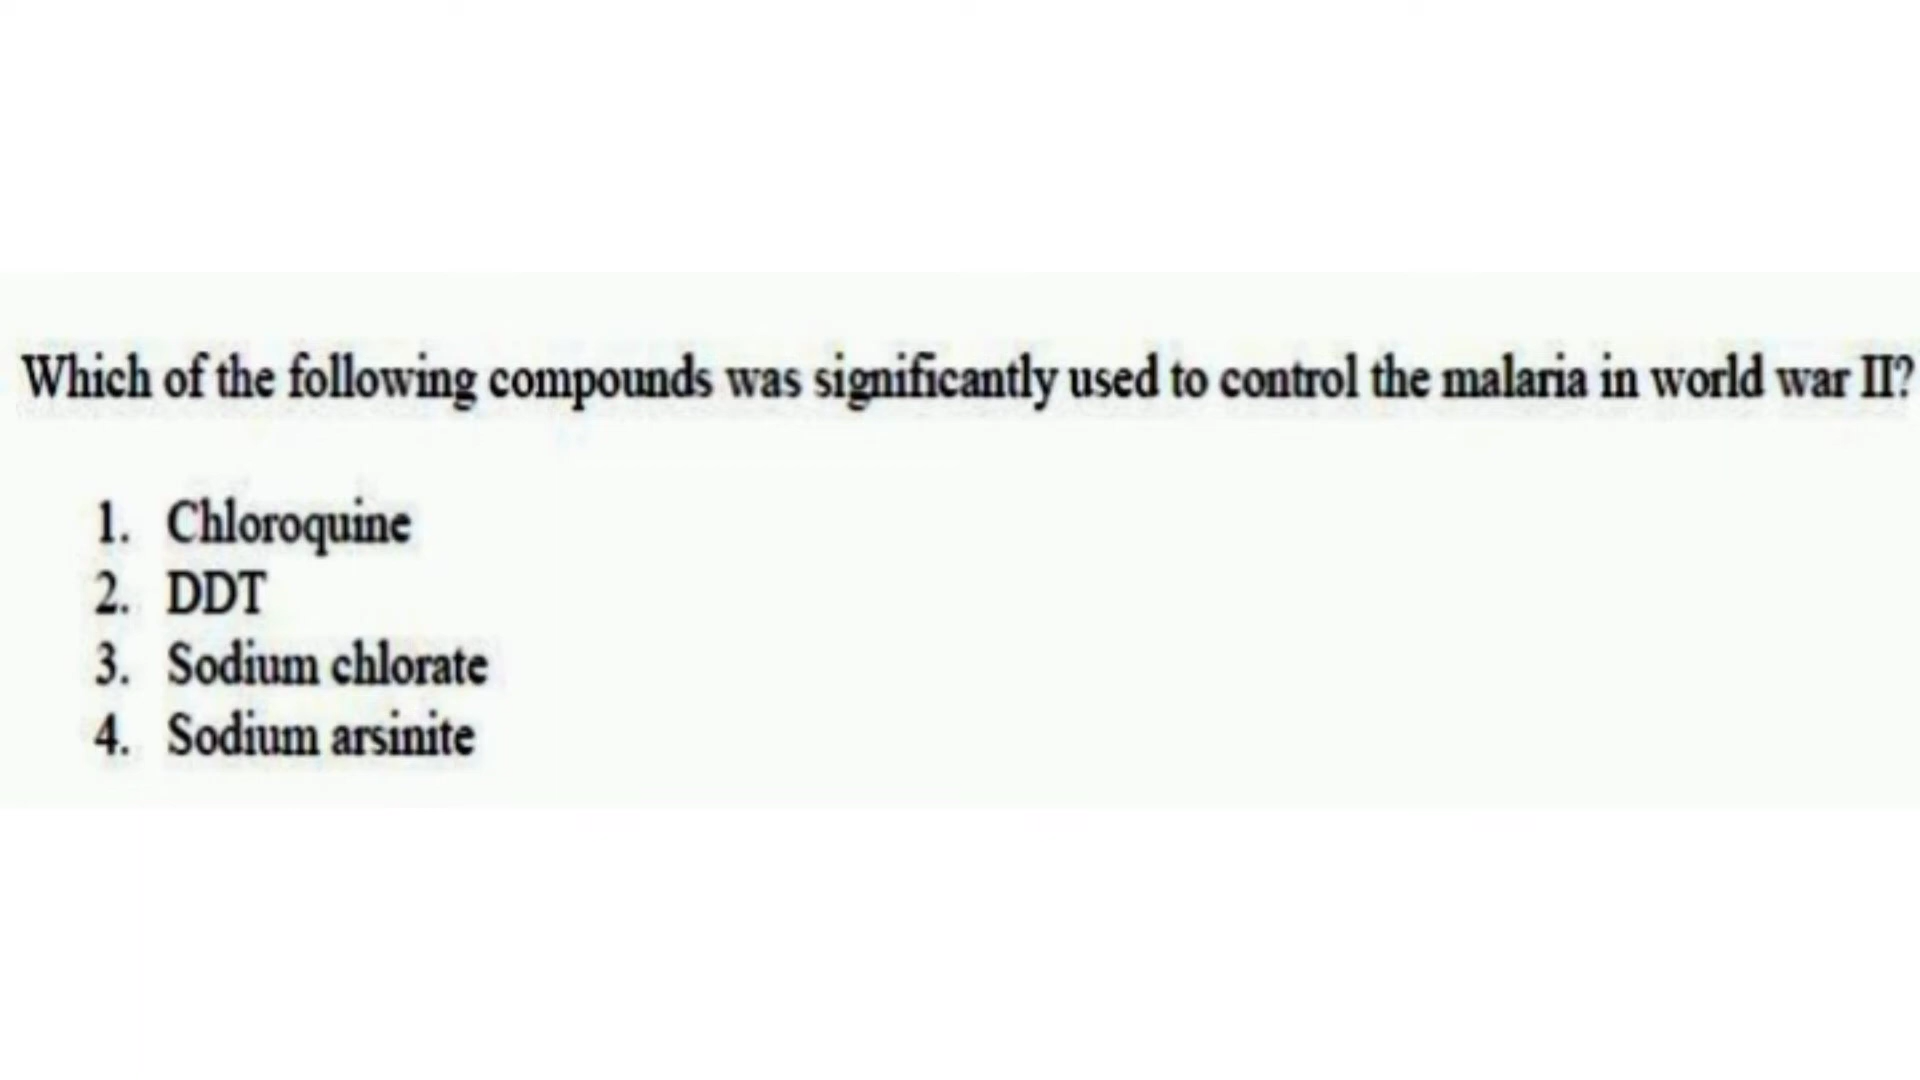 Which of the following compounds was significantly used to control the malaria in world war II?
1. Chloroquine
2. DDT
3. Sodium chlorate
4. Sodium arsinite